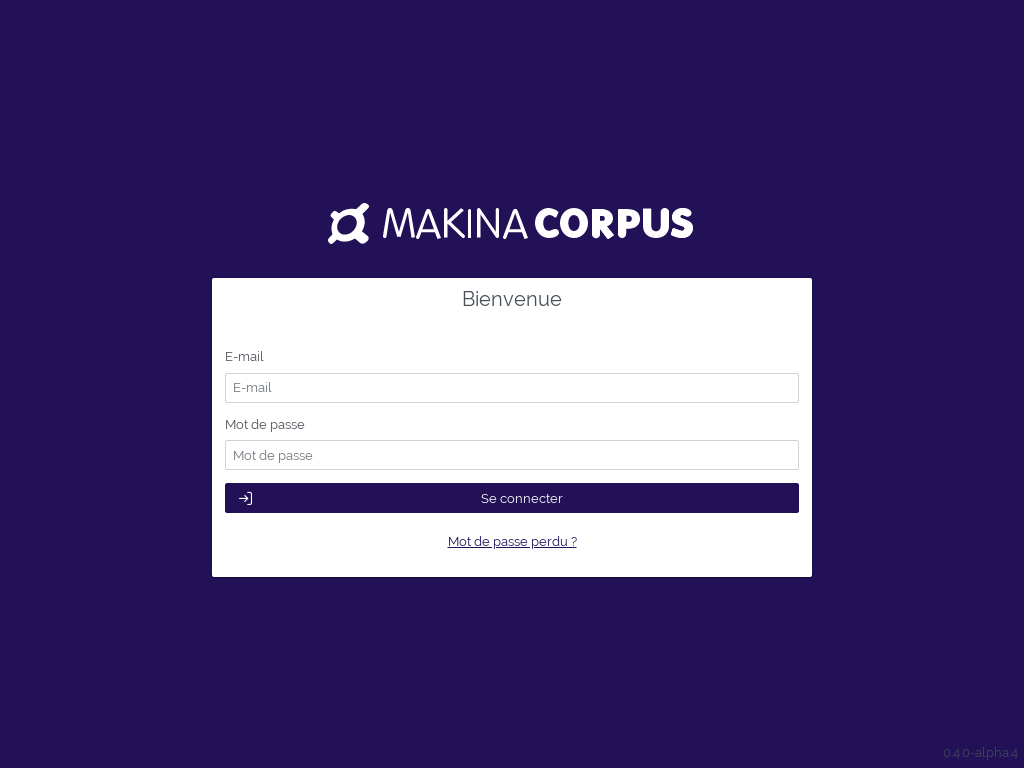 MAKINA CORPUS
Bienvenue
E-mail
E-mail
Mot de passe
Mot de passe
Se connecter
Mot de passe perdu ?
0.4.0-alpha.4